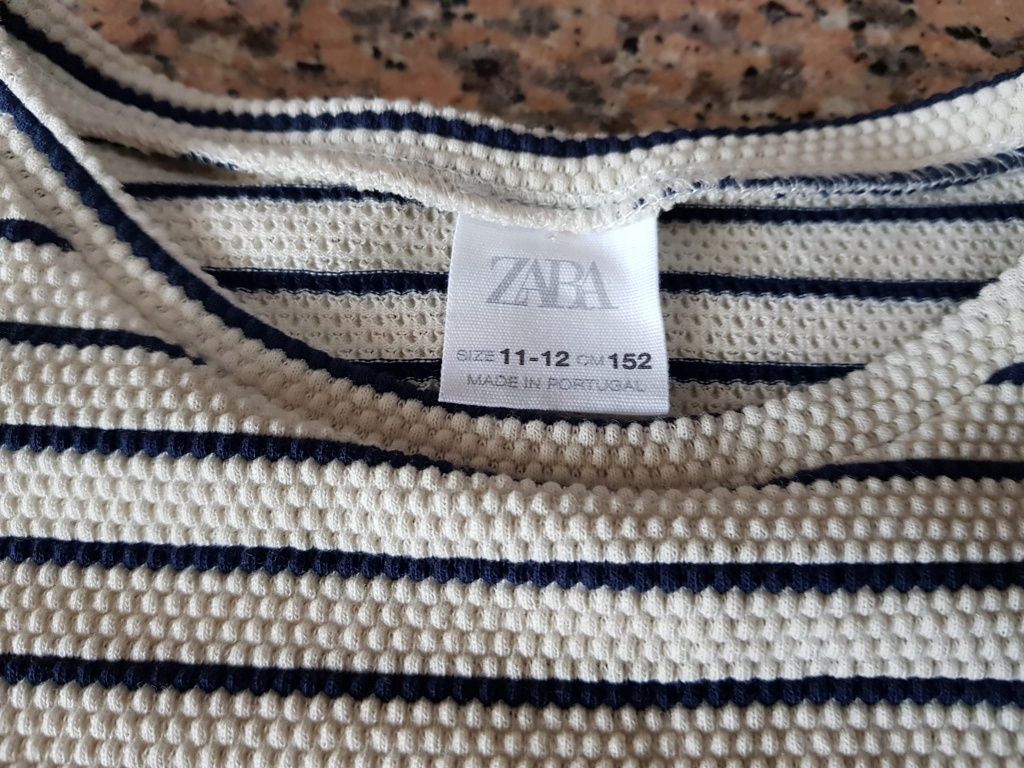 ZARA
SIZE 11-12 CM 152
MADE IN PORTUGAL